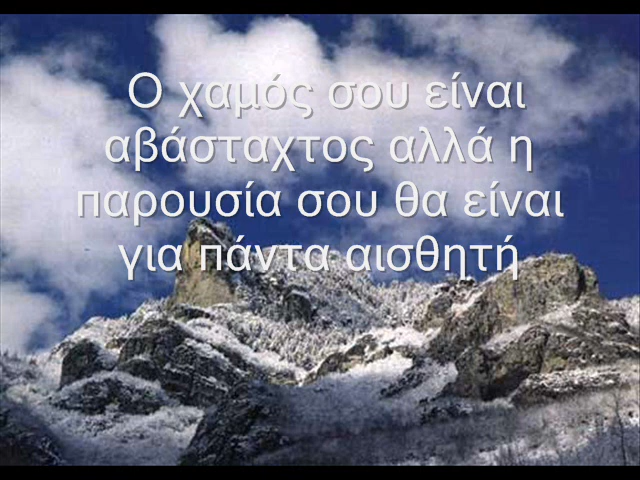 Ο χαμός σου είναι
αβάσταχτος αλλά η
παρουσία σου θα είναι
για πάντα αισθητή